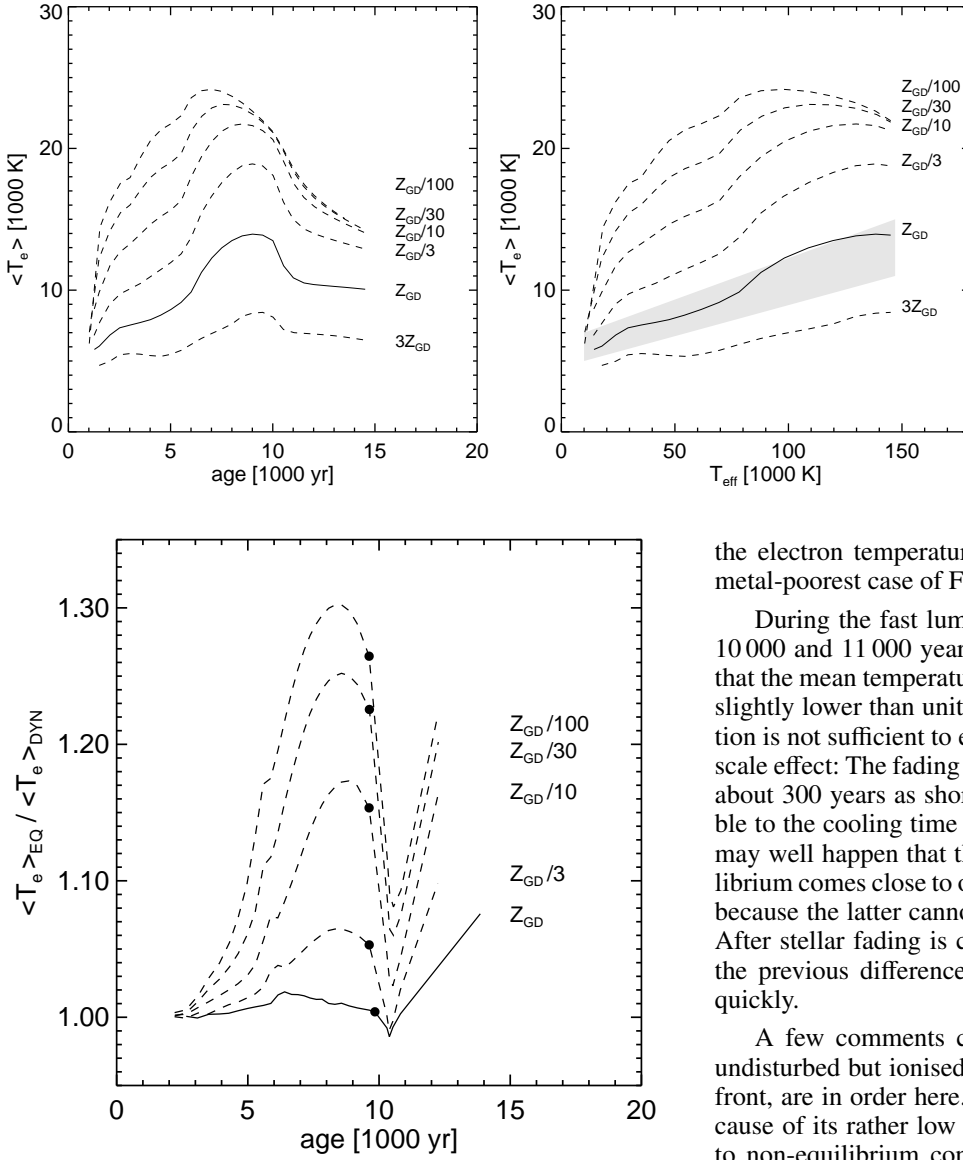 30
20
10
0
<T_e> [1000 K]
0 5 10 15 20
age [1000 yr]
Z_GD/100
Z_GD/30
Z_GD/10
Z_GD/3
Z_GD
3Z_GD
30
20
10
0
<T_e> [1000 K]
0 50 100 150
T_eff [1000 K]
Z_GD/100
Z_GD/30
Z_GD/10
Z_GD/3
Z_GD
3Z_GD
1.30
1.20
1.10
1.00
<T_e>_EQ / <T_e>_DYN
0 5 10 15 20
age [1000 yr]
Z_GD/100
Z_GD/30
Z_GD/10
Z_GD/3
Z_GD
the electron temperatur
metal-poorest case of F
During the fast lum
10 000 and 11 000 year
that the mean temperatu
slightly lower than unit
tion is not sufficient to e
scale effect: The fading
about 300 years as shor
ble to the cooling time
may well happen that th
librium comes close to o
because the latter canno
After stellar fading is c
the previous difference
quickly.
A few comments c
undisturbed but ionised
front, are in order here.
cause of its rather low
to non-equilibrium con